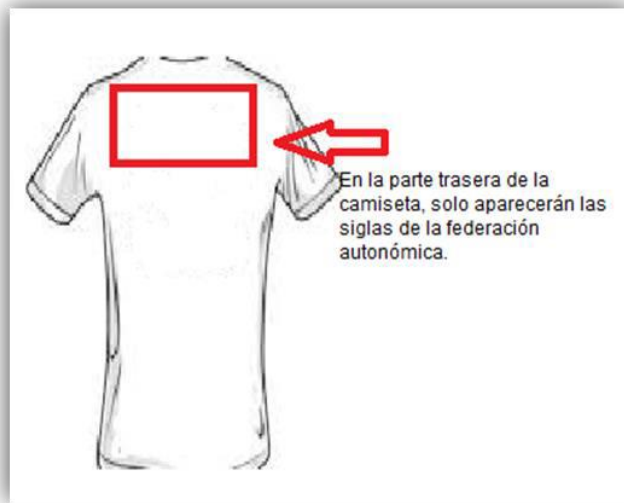 En la parte trasera de la
camiseta, solo aparecerán las
siglas de la federación
autonómica.